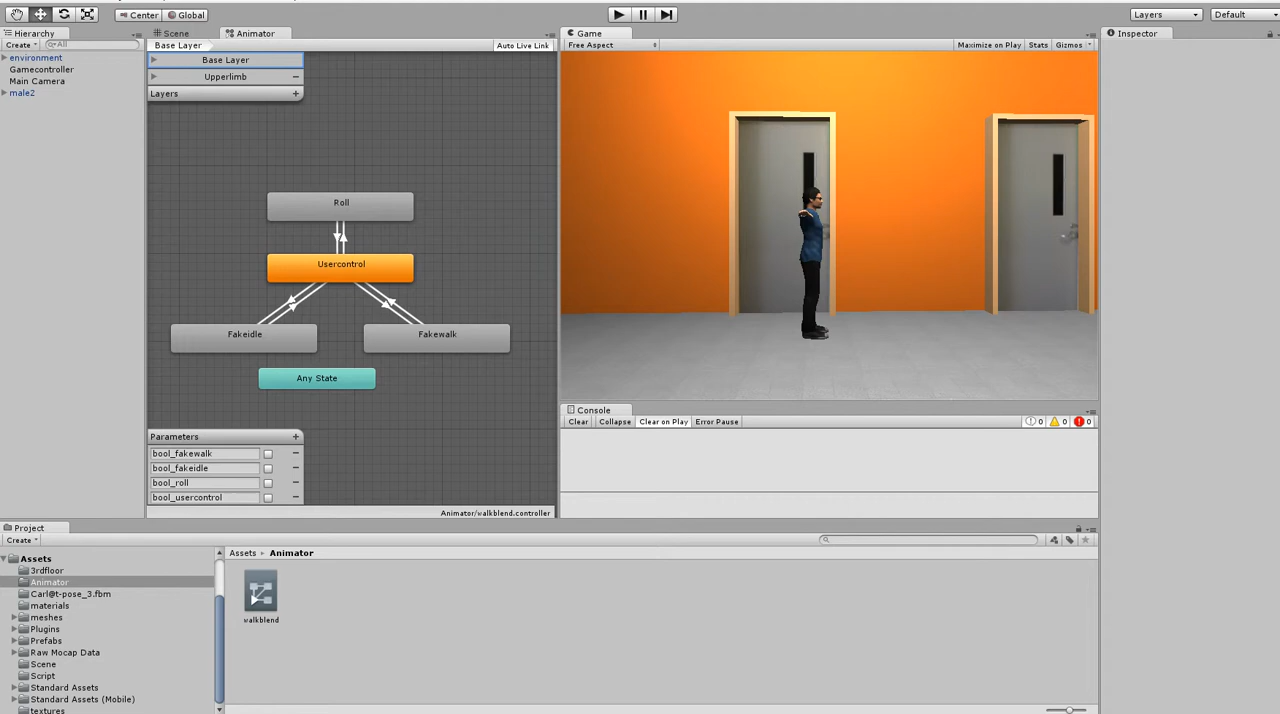 Center Global Layers Default
Hierarchy
Create All
environment
Gamecontroller
Main Camera
male2
Scene Animator
Base Layer Auto Live Link
Base Layer
Upperlimb
Layers
Roll
Usercontrol
Fakeidle
Fakewalk
Any State
Parameters
bool_fakewalk
bool_fakeidle
bool_roll
bool_usercontrol
Animator/walkblend.controller
Game
Free Aspect Maximize on Play Stats Gizmos
Console
Clear Collapse Clear on Play Error Pause 0 0 0
Inspector
Project
Create
Assets
3rdfloor
Animator
Carl@t-pose_3.fbm
materials
meshes
Plugins
Prefabs
Raw Mocap Data
Scene
Script
Standard Assets
Standard Assets (Mobile)
textures
Assets Animator
walkblend